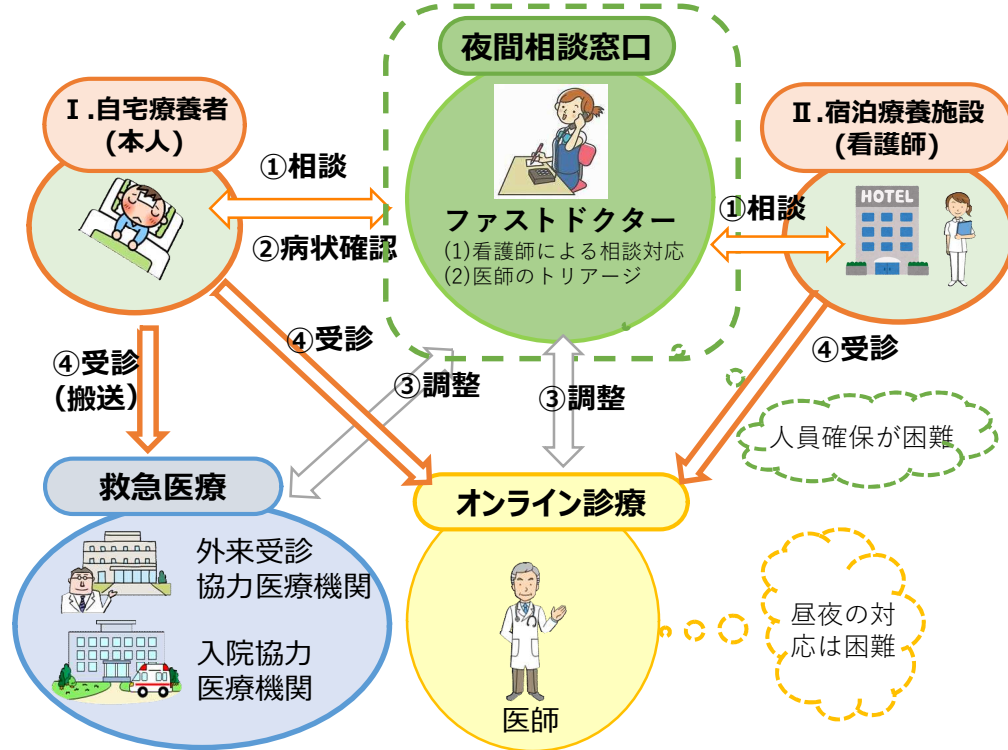 夜間相談窓口
Ⅰ.自宅療養者
(本人)
Ⅱ.宿泊療養施設
(看護師)
①相談
②病状確認
ファストドクター
(1)看護師による相談対応
(2)医師のトリアージ
①相談
HOTEL
④受診
(搬送)
④受診
③調整
③調整
④受診
人員確保が困難
救急医療
外来受診
協力医療機関
入院協力
医療機関
オンライン診療
医師
昼夜の対
応は困難